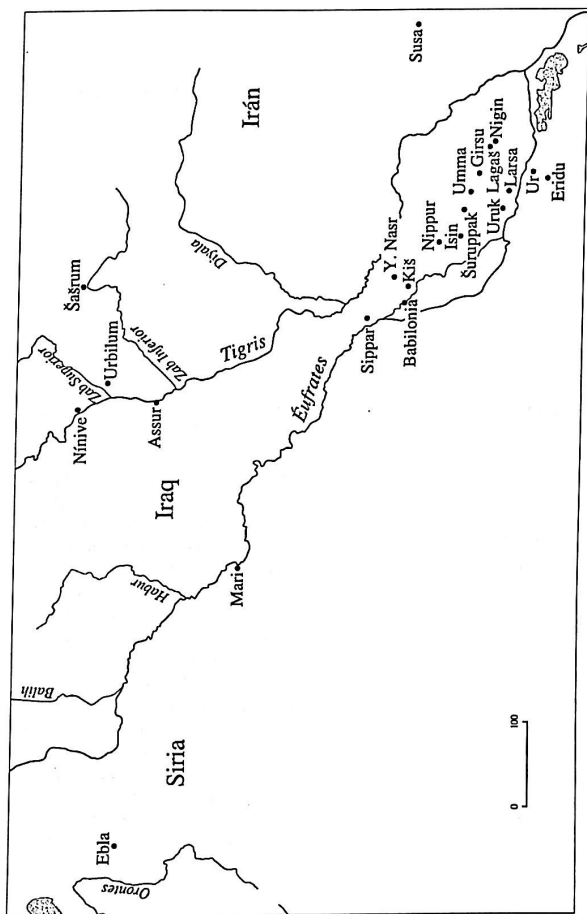 Balih
Habur
Orontes
Ebla
Siria
Mari
Iraq
Nínive
Zab Superior
Urbilum
Šašrum
Zab Inferior
Assur
Tigris
Diyala
Irán
Éufrates
Sippar
Babilonia
Kiš
Y. Nasr
Nippur
Isin
Šuruppak
Umma
Girsu
Uruk
Lagaš
Nigin
Larsa
Ur
Eridu
Susa
0
100